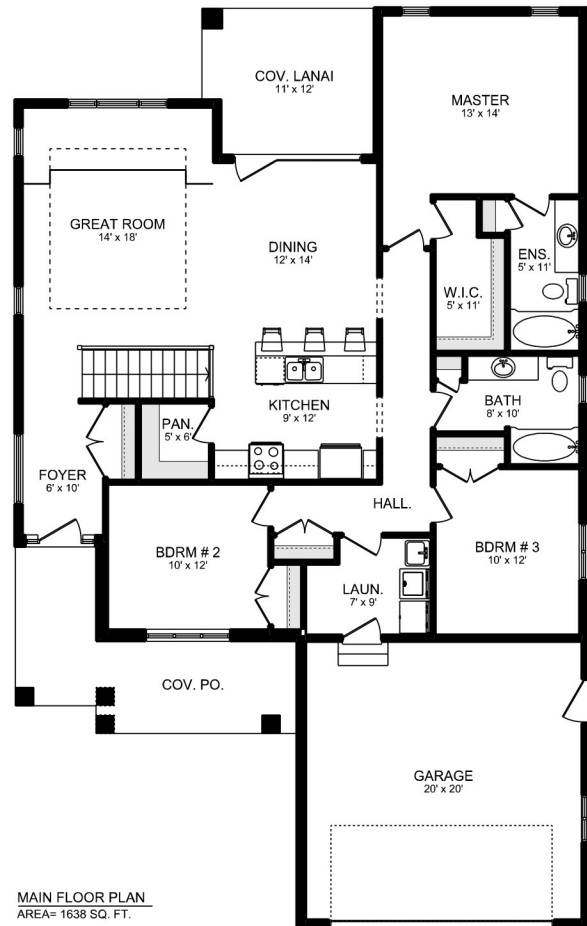 COV. LANAI
11' x 12'
MASTER
13' x 14'
GREAT ROOM
14' x 18'
DINING
12' x 14'
ENS.
5' x 11'
W.I.C.
5' x 11'
KITCHEN
9' x 12'
PAN.
5' x 6'
BATH
8' x 10'
FOYER
6' x 10'
HALL.
BDRM # 2
10' x 12'
BDRM # 3
10' x 12'
LAUN.
7' x 9'
COV. PO.
GARAGE
20' x 20'
MAIN FLOOR PLAN
AREA= 1638 SQ. FT.